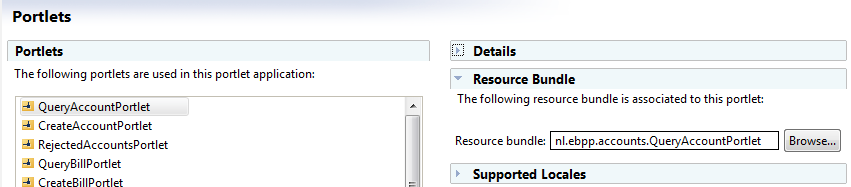 Portlets
Portlets
The following portlets are used in this portlet application:
QueryAccountPortlet
CreateAccountPortlet
RejectedAccountsPortlet
QueryBillPortlet
CreateBillPortlet
Details
Resource Bundle
The following resource bundle is associated to this portlet:
Resource bundle: nl.ebpp.accounts.QueryAccountPortlet Browse...
Supported Locales